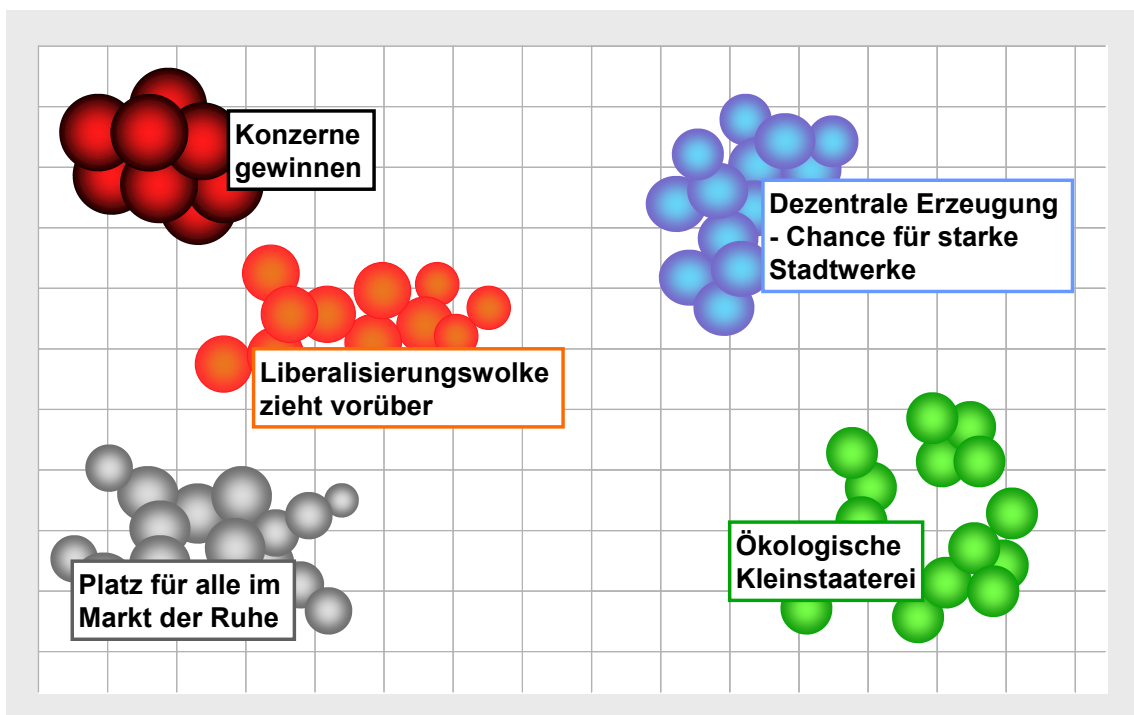 Konzerne
gewinnen
Dezentrale Erzeugung
- Chance für starke
Stadtwerke
Liberalisierungswolke
zieht vorüber
Ökologische
Kleinstaaterei
Platz für alle im
Markt der Ruhe